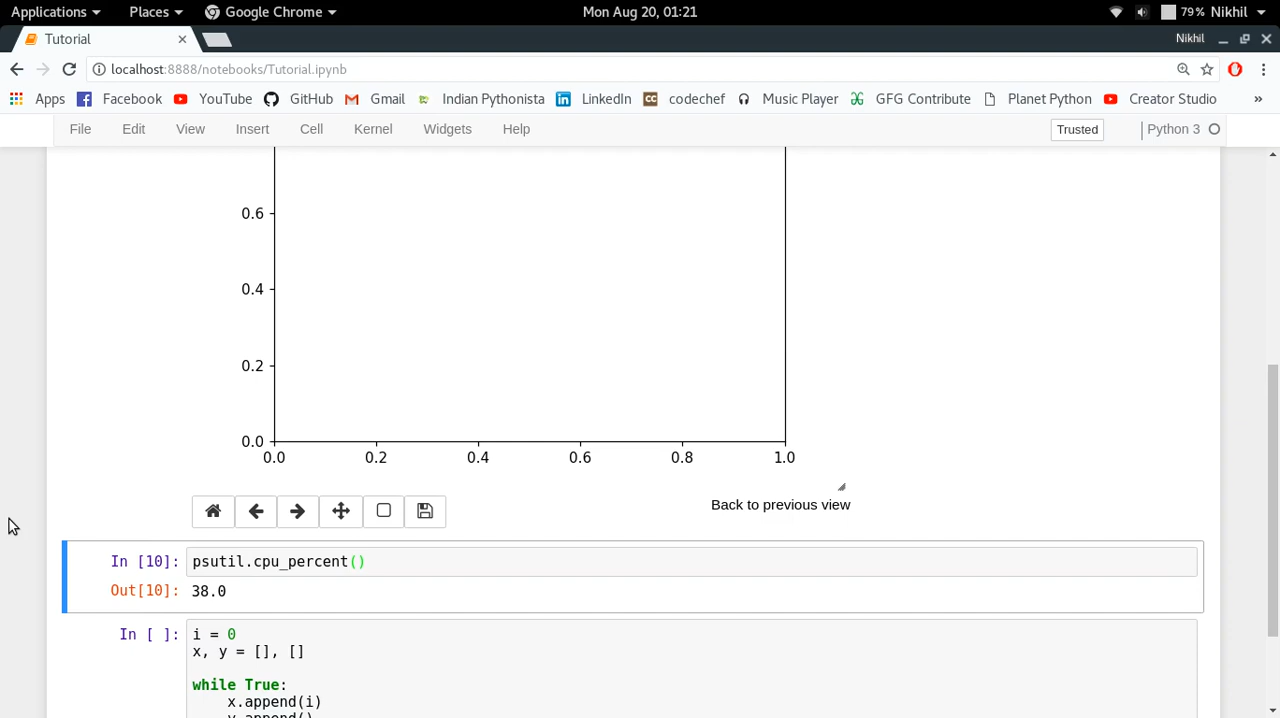 Applications Places Google Chrome Mon Aug 20, 01:21 79% Nikhil
Tutorial Nikhil
localhost:8888/notebooks/Tutorial.ipynb
Apps Facebook YouTube GitHub Gmail Indian Pythonista LinkedIn codechef Music Player GFG Contribute Planet Python Creator Studio »
File Edit View Insert Cell Kernel Widgets Help Trusted Python 3
0.6
0.4
0.2
0.0
0.0 0.2 0.4 0.6 0.8 1.0
Back to previous view
In [10]: psutil.cpu_percent()
Out[10]: 38.0
In [ ]: i = 0
x, y = [], []
while True:
x.append(i)
y.append()